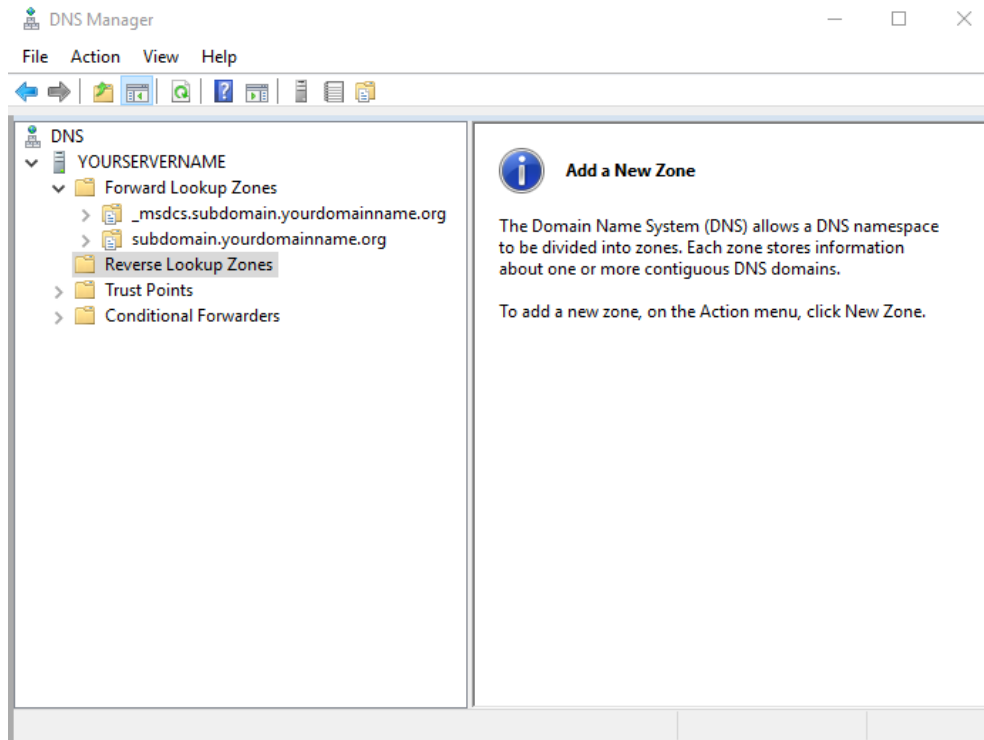 DNS Manager
File Action View Help
DNS
YOURSERVERNAME
Forward Lookup Zones
_msdcs.subdomain.yourdomainname.org
subdomain.yourdomainname.org
Reverse Lookup Zones
Trust Points
Conditional Forwarders
Add a New Zone
The Domain Name System (DNS) allows a DNS namespace
to be divided into zones. Each zone stores information
about one or more contiguous DNS domains.
To add a new zone, on the Action menu, click New Zone.